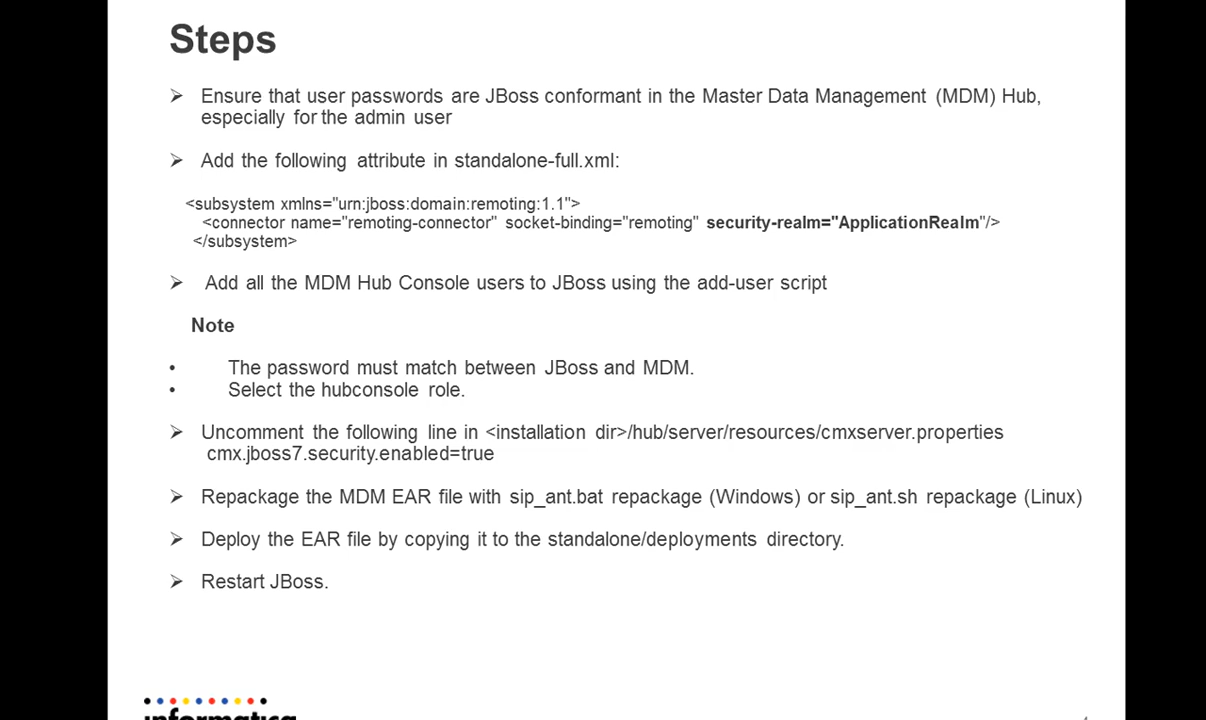 Steps
➢ Ensure that user passwords are JBoss conformant in the Master Data Management (MDM) Hub,
especially for the admin user
➢ Add the following attribute in standalone-full.xml:
<subsystem xmlns="urn:jboss:domain:remoting:1.1">
<connector name="remoting-connector" socket-binding="remoting" security-realm="ApplicationRealm"/>
</subsystem>
➢ Add all the MDM Hub Console users to JBoss using the add-user script
Note
• The password must match between JBoss and MDM.
• Select the hubconsole role.
➢ Uncomment the following line in <installation dir>/hub/server/resources/cmxserver.properties
cmx.jboss7.security.enabled=true
➢ Repackage the MDM EAR file with sip_ant.bat repackage (Windows) or sip_ant.sh repackage (Linux)
➢ Deploy the EAR file by copying it to the standalone/deployments directory.
➢ Restart JBoss.
informatica